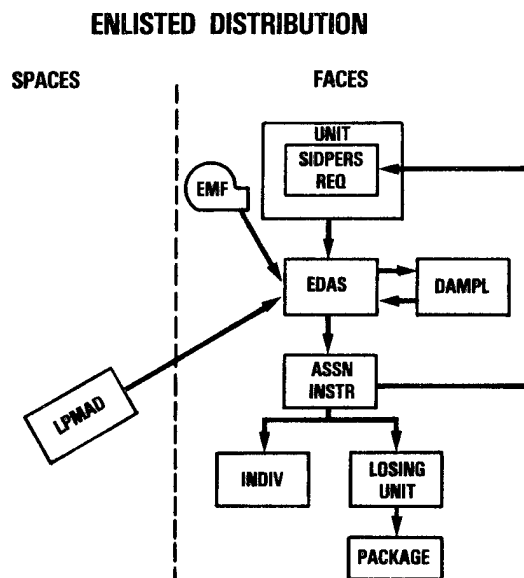 ENLISTED DISTRIBUTION
SPACES
FACES
UNIT
SIDPERS
REQ
EMF
EDAS
DAMPL
LPMAD
ASSN
INSTR
INDIV
LOSING
UNIT
PACKAGE